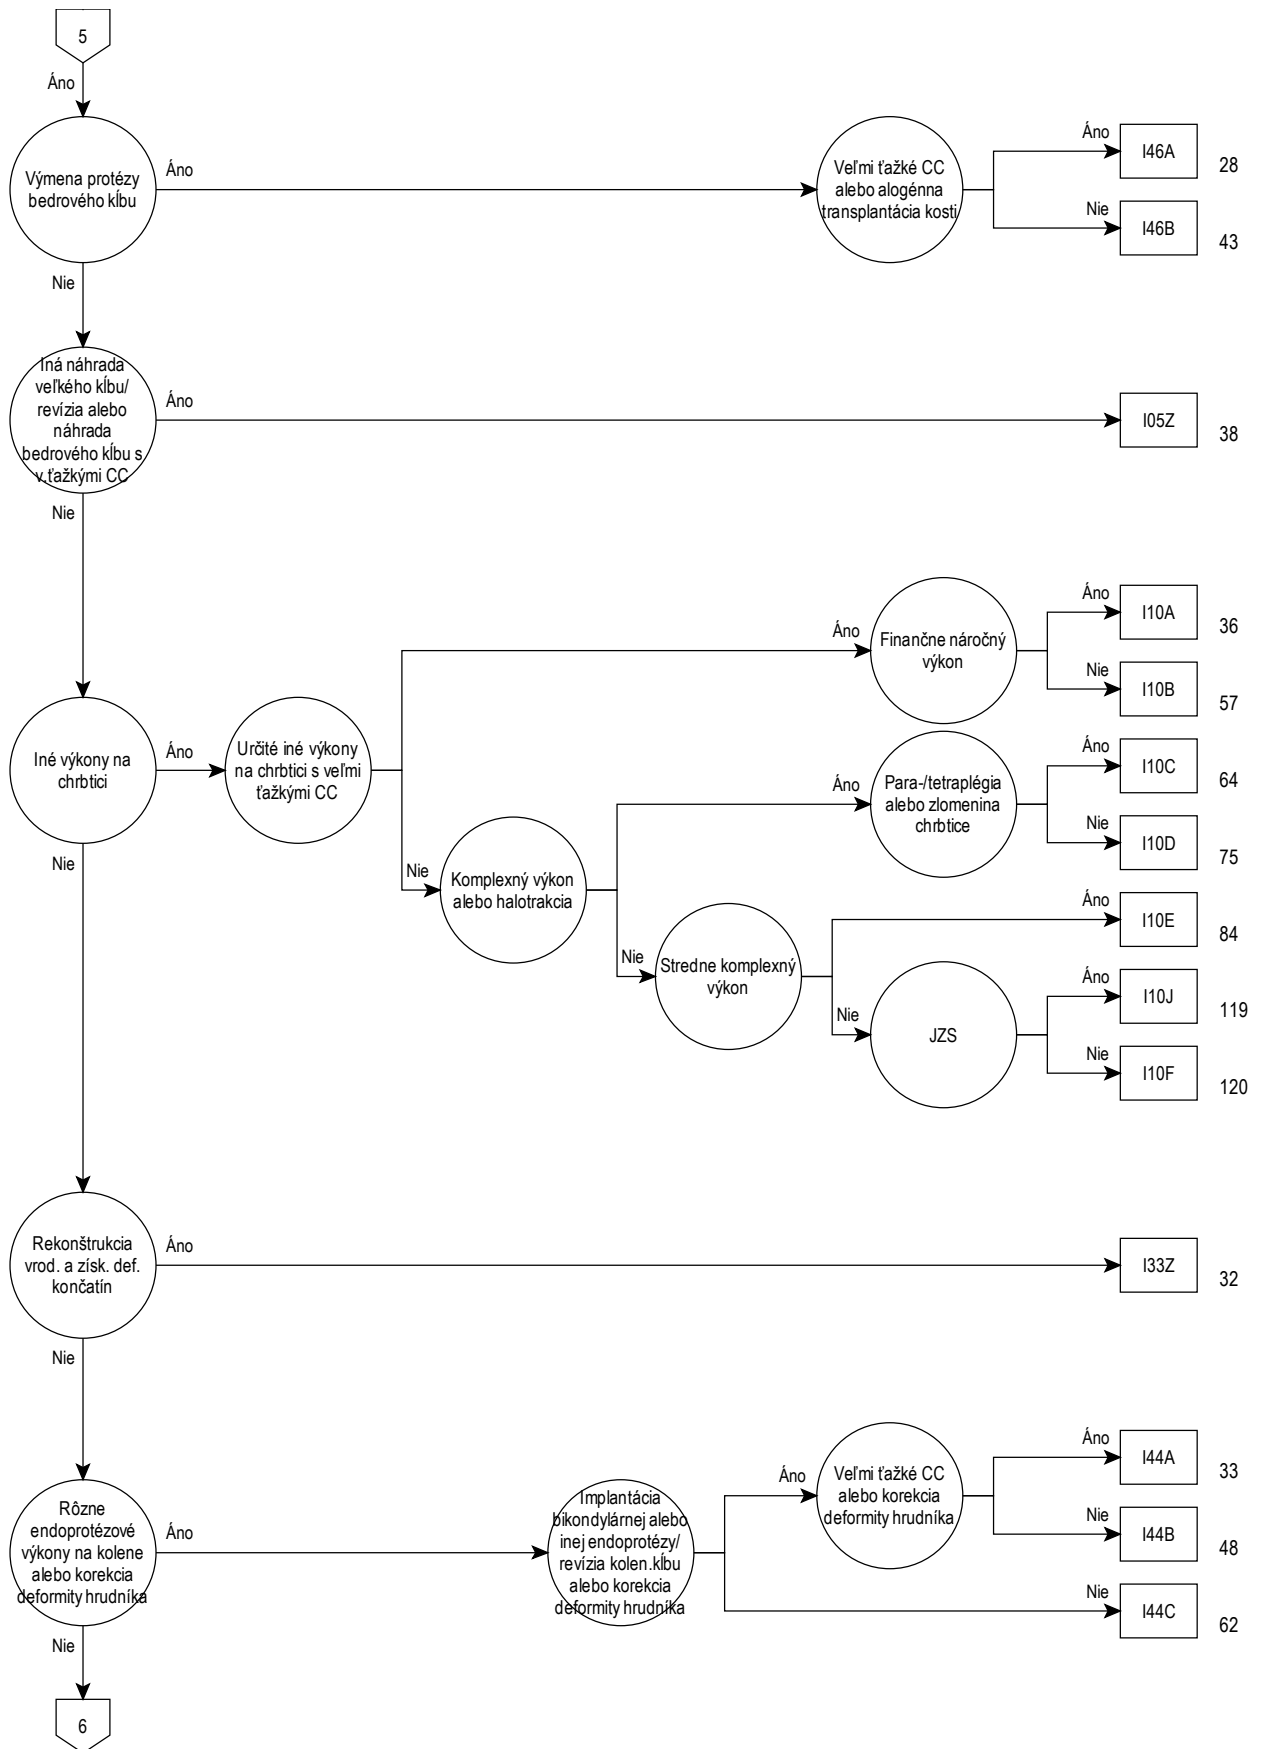 5
Áno
Výmena protézy
bedrového kĺbu
Áno
Veľmi ťažké CC
alebo alogénna
transplantácia kosti
Áno
I46A
28
Nie
I46B
43
Nie
Iná náhrada
veľkého kĺbu/
revízia alebo
náhrada
bedrového kĺbu s
v.ťažkými CC
Áno
I05Z
38
Nie
Iné výkony na
chrbtici
Áno
Určité iné výkony
na chrbtici s veľmi
ťažkými CC
Áno
Finančne náročný
výkon
Áno
I10A
36
Nie
I10B
57
Nie
Komplexný výkon
alebo halotrakcia
Áno
Para-/tetraplégia
alebo zlomenina
chrbtice
Áno
I10C
64
Nie
I10D
75
Nie
Stredne komplexný
výkon
Áno
I10E
84
Nie
JZS
Áno
I10J
119
Nie
I10F
120
Nie
Rekonštrukcia
vrod. a získ. def.
končatín
Áno
I33Z
32
Nie
Rôzne
endoprotézové
výkony na kolene
alebo korekcia
deformity hrudníka
Áno
Implantácia
bikondylárnej alebo
inej endoprotézy/
revízia kolen.kĺbu
alebo korekcia
deformity hrudníka
Áno
Veľmi ťažké CC
alebo korekcia
deformity hrudníka
Áno
I44A
33
Nie
I44B
48
Nie
I44C
62
Nie
6